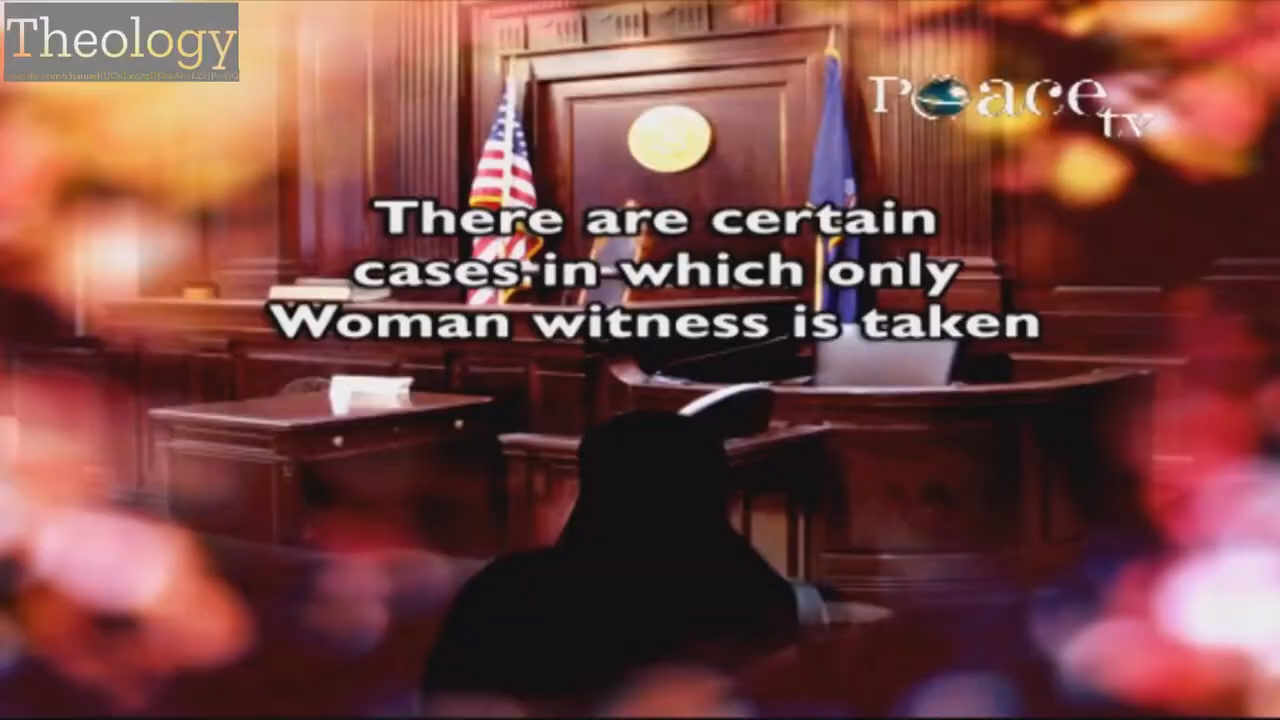 Theology
Peace
tv
There are certain
cases in which only
Woman witness is taken